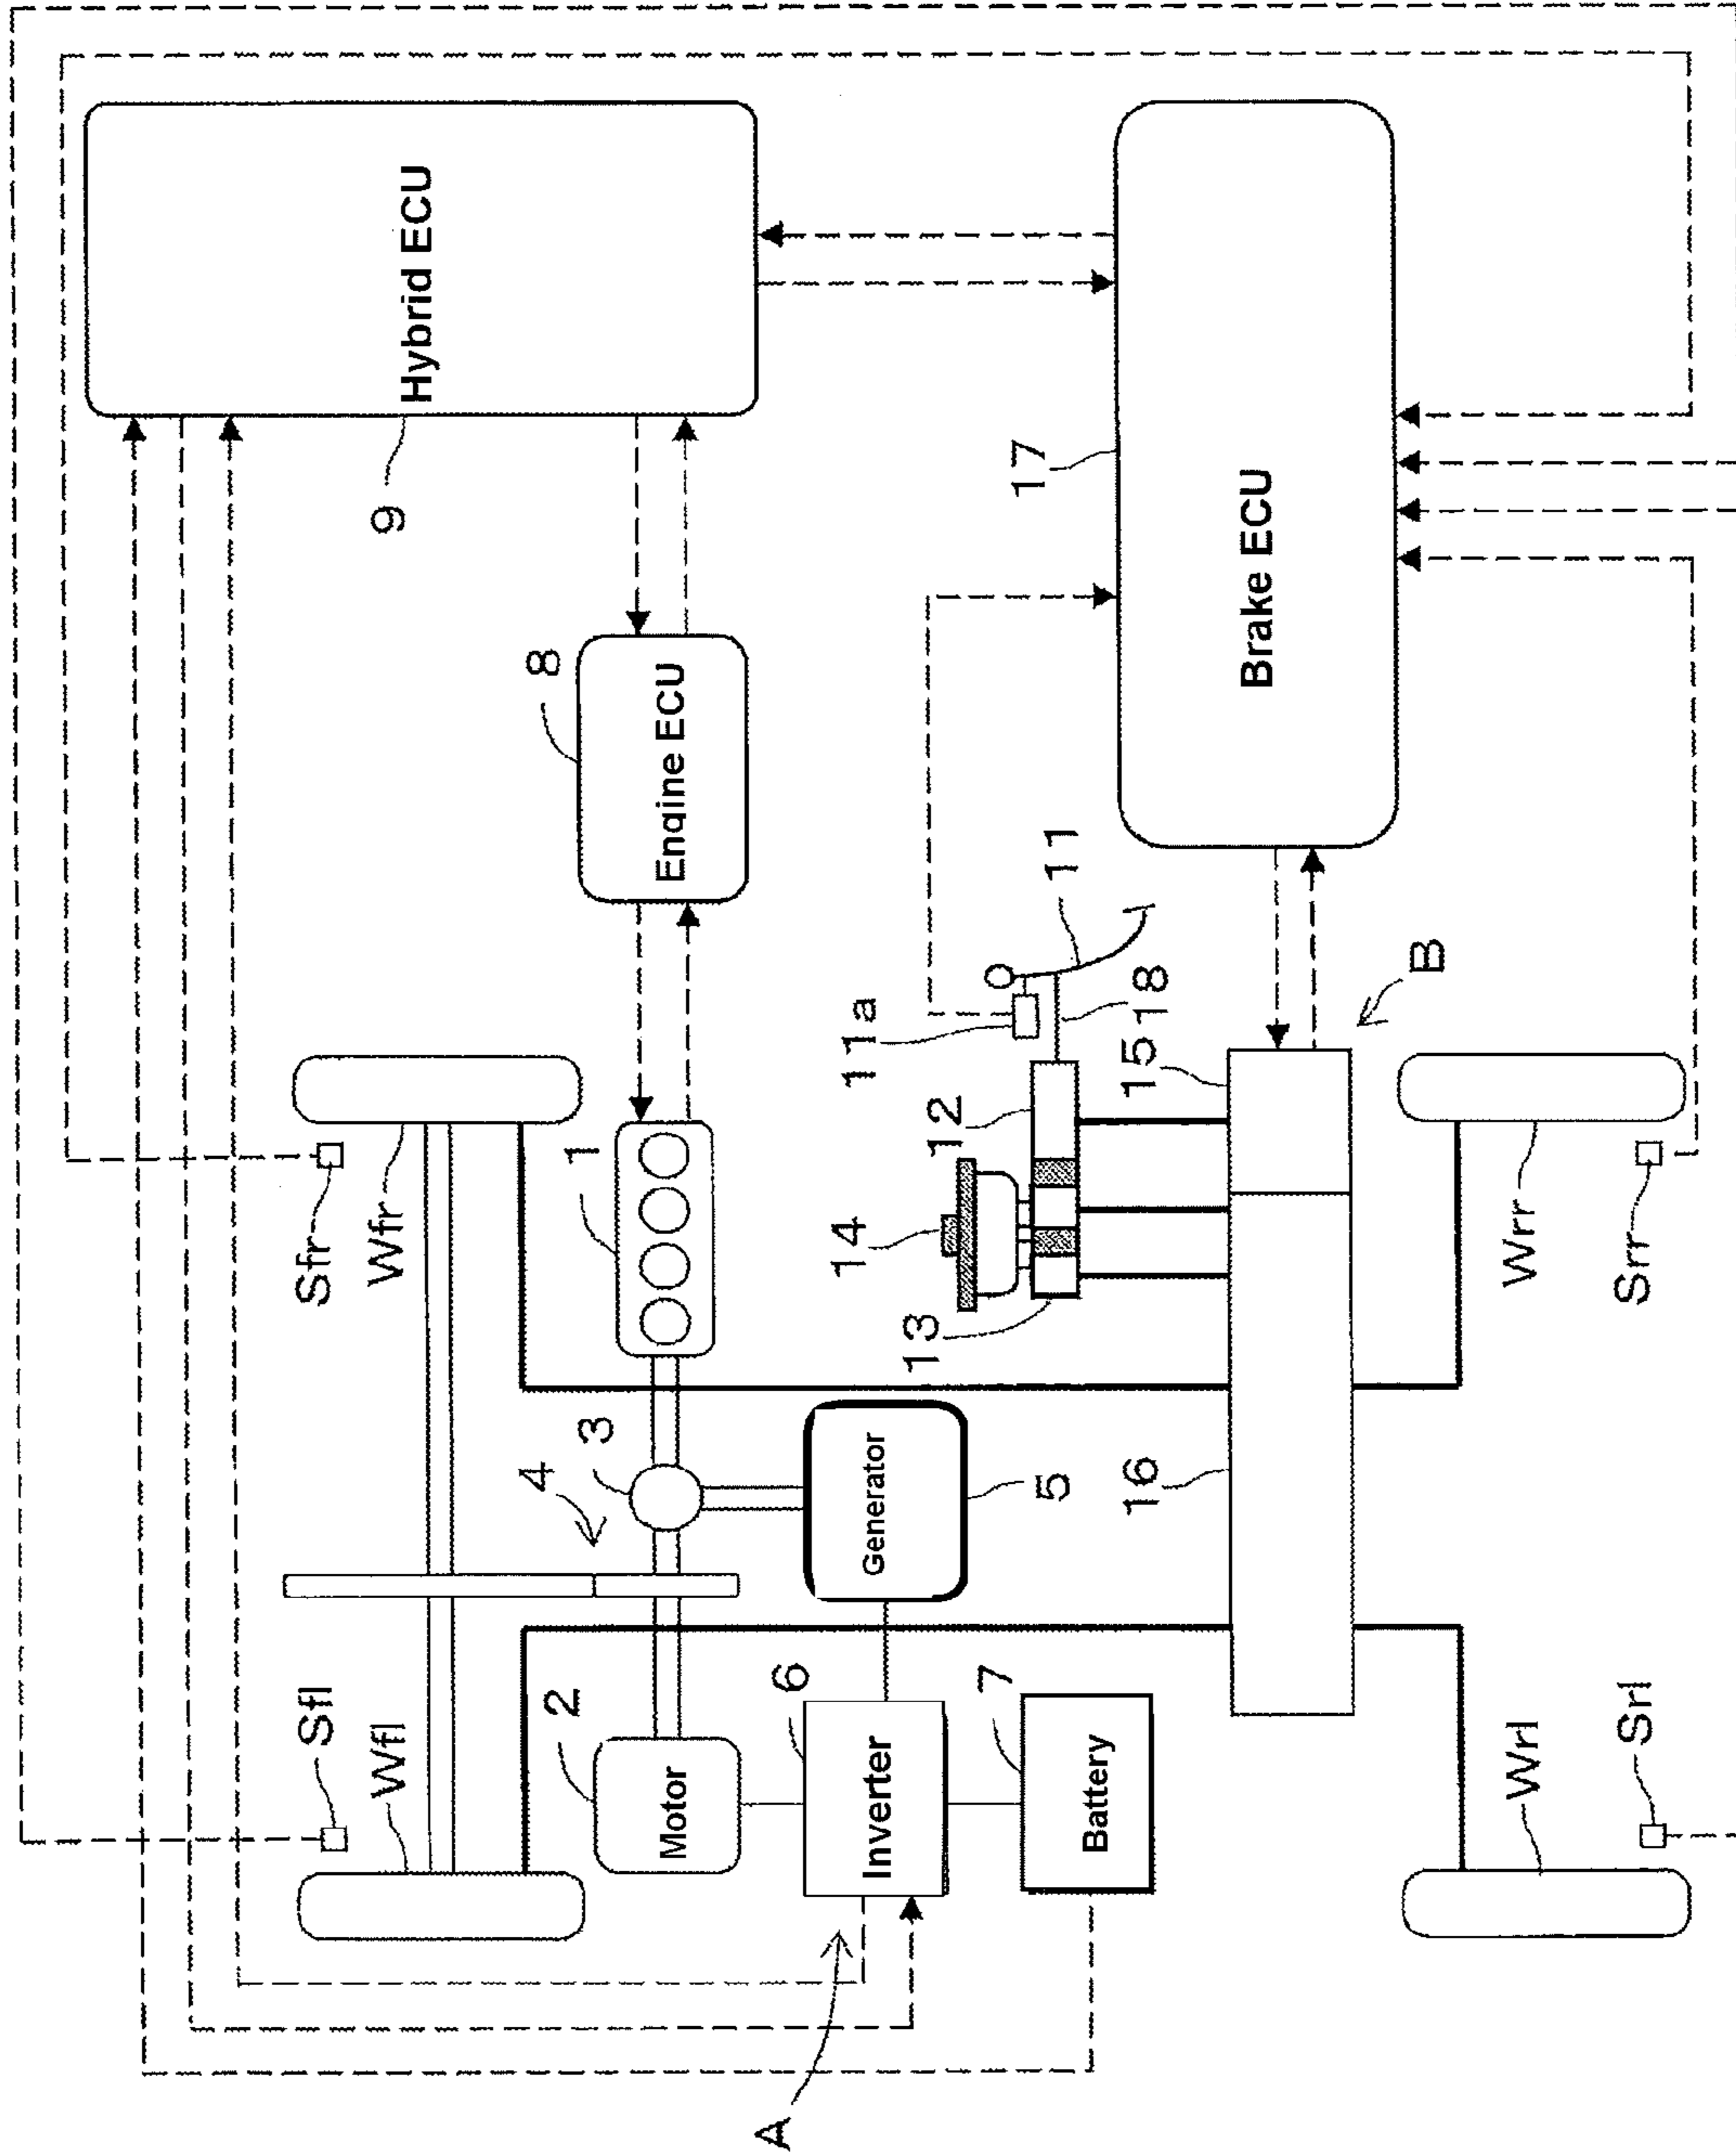 Hybrid ECU
9
Engine ECU
8
Brake ECU
17
11
11a
18
12
14
13
15
B
16
1
3
4
Generator
5
Motor
2
Inverter
6
Battery
7
A
Sfr
Wfr
Sfl
Wfl
Wrr
Srr
Wrl
Srl